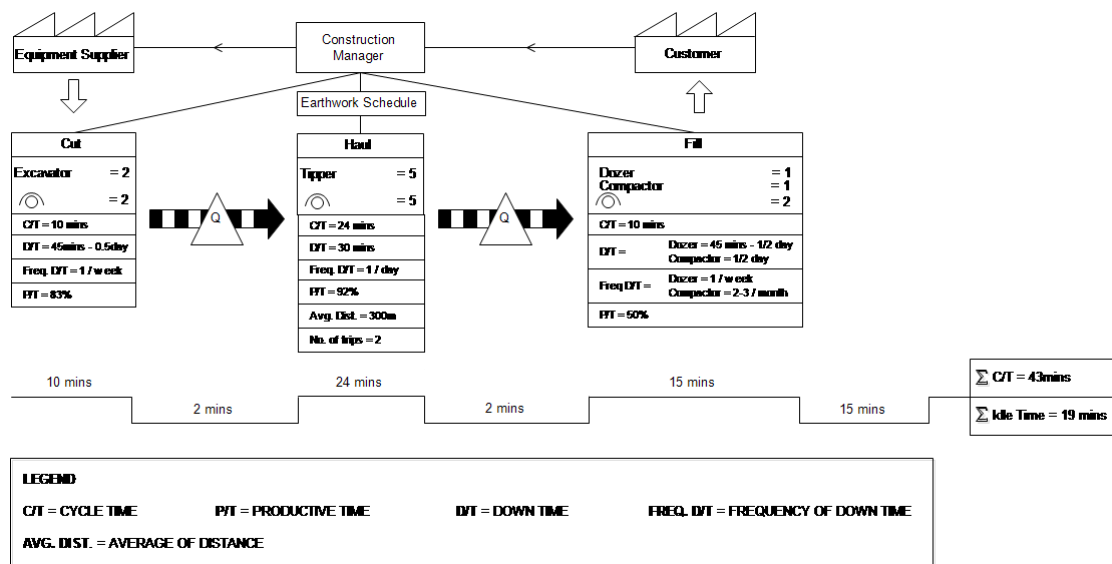 Equipment Supplier
Construction
Manager
Customer
Earthwork Schedule
Cut
Excavator = 2
= 2
C/T = 10 mins
D/T = 45mins - 0.5day
Freq. D/T = 1 / week
P/T = 83%
Q
Haul
Tipper = 5
= 5
C/T = 24 mins
D/T = 30 mins
Freq. D/T = 1 / day
P/T = 92%
Avg. Dist. = 300m
No. of trips = 2
Q
Fill
Dozer = 1
Compactor = 1
= 2
C/T = 10 mins
D/T = Dozer = 45 mins - 1/2 day
Compactor = 1/2 day
Freq D/T = Dozer = 1 / week
Compactor = 2-3 / month
P/T = 50%
10 mins
2 mins
24 mins
2 mins
15 mins
15 mins
∑ C/T = 43mins
∑ Idle Time = 19 mins
LEGEND
C/T = CYCLE TIME P/T = PRODUCTIVE TIME D/T = DOWN TIME FREQ. D/T = FREQUENCY OF DOWN TIME
AVG. DIST. = AVERAGE OF DISTANCE